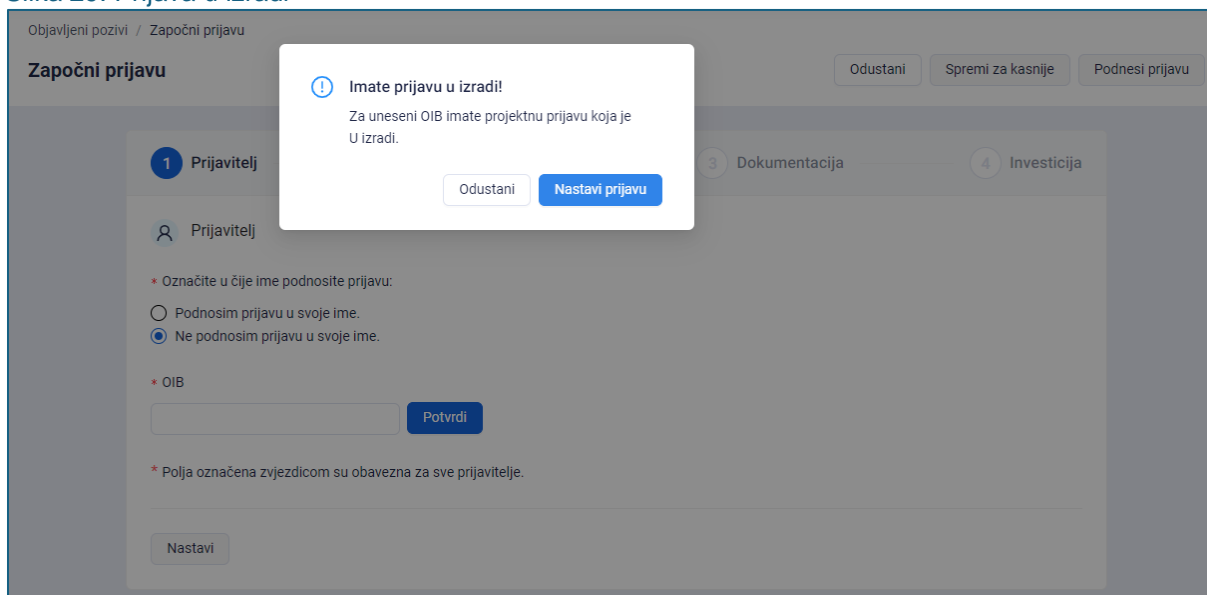 Objavljeni pozivi / Započni prijavu
Započni prijavu
Odustani
Spremi za kasnije
Podnesi prijavu
Imate prijavu u izradi!
Za uneseni OIB imate projektnu prijavu koja je
U izradi.
Odustani
Nastavi prijavu
1 Prijavitelj
3 Dokumentacija
4 Investicija
Prijavitelj
* Označite u čije ime podnosite prijavu:
Podnosim prijavu u svoje ime.
Ne podnosim prijavu u svoje ime.
* OIB
Potvrdi
* Polja označena zvjezdicom su obavezna za sve prijavitelje.
Nastavi